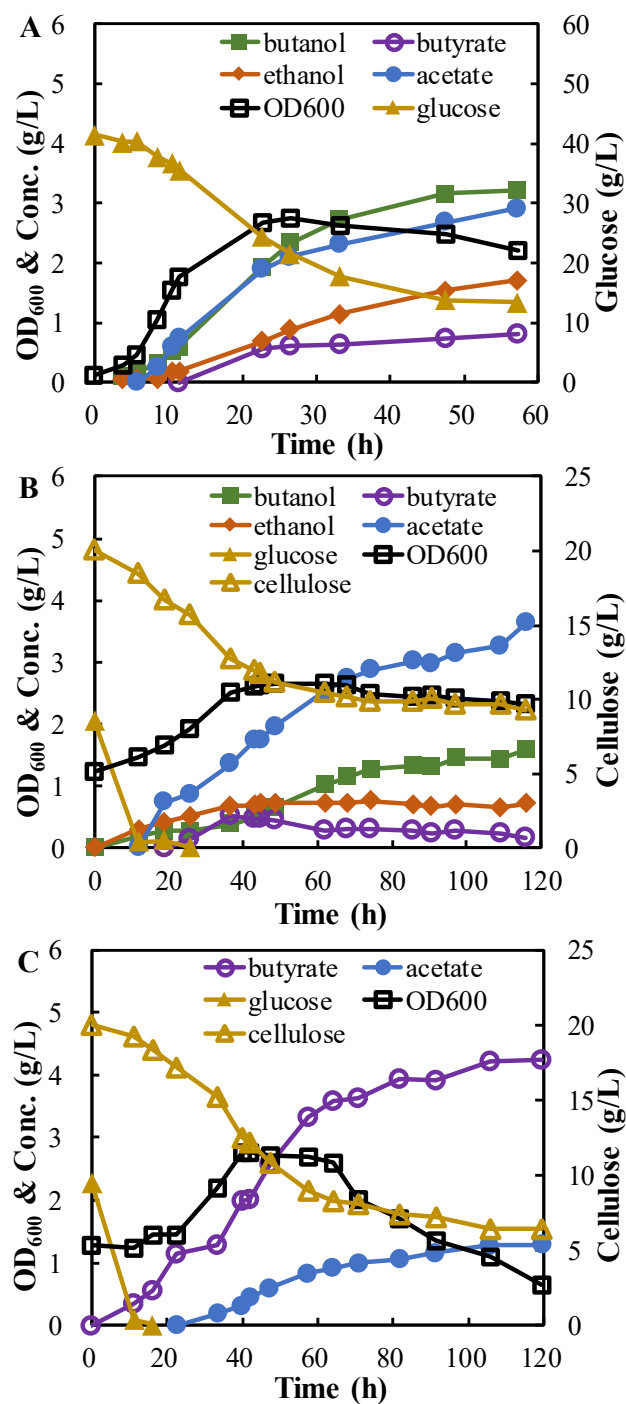 A
6 60
butanol butyrate
5 50
ethanol acetate
OD600 glucose
4 40
3 30
2 20
1 10
0 0
0 10 20 30 40 50 60
OD600 & Conc. (g/L)
Glucose (g/L)
Time (h)
B
6 25
butanol butyrate
ethanol acetate
5 20
glucose OD600
cellulose
4
15
3
10
2
5
1
0 0
0 20 40 60 80 100 120
OD600 & Conc. (g/L)
Cellulose (g/L)
Time (h)
C
6 25
butyrate acetate
glucose OD600
5 20
cellulose
4
15
3
10
2
5
1
0 0
0 20 40 60 80 100 120
OD600 & Conc. (g/L)
Cellulose (g/L)
Time (h)